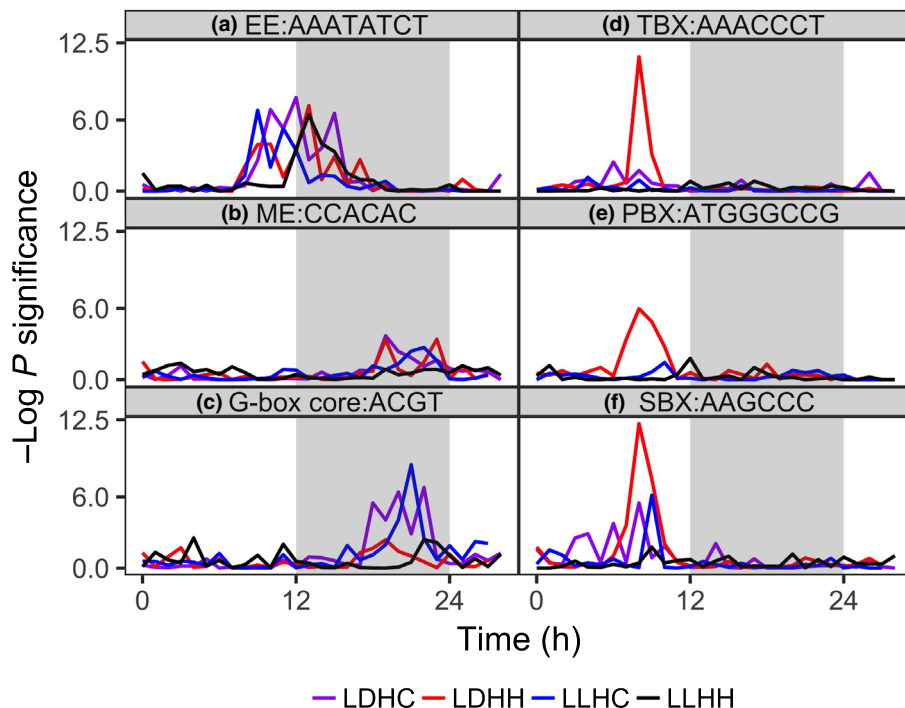 (a) EE:AAATATCT
(d) TBX:AAACCCT
12.5
6.0
0.0
(b) ME:CCACAC
(e) PBX:ATGGGCCG
12.5
6.0
0.0
(c) G-box core:ACGT
(f) SBX:AAGCCC
12.5
6.0
0.0
–Log P significance
0 12 24 0 12 24
Time (h)
LDHC LDHH LLHC LLHH